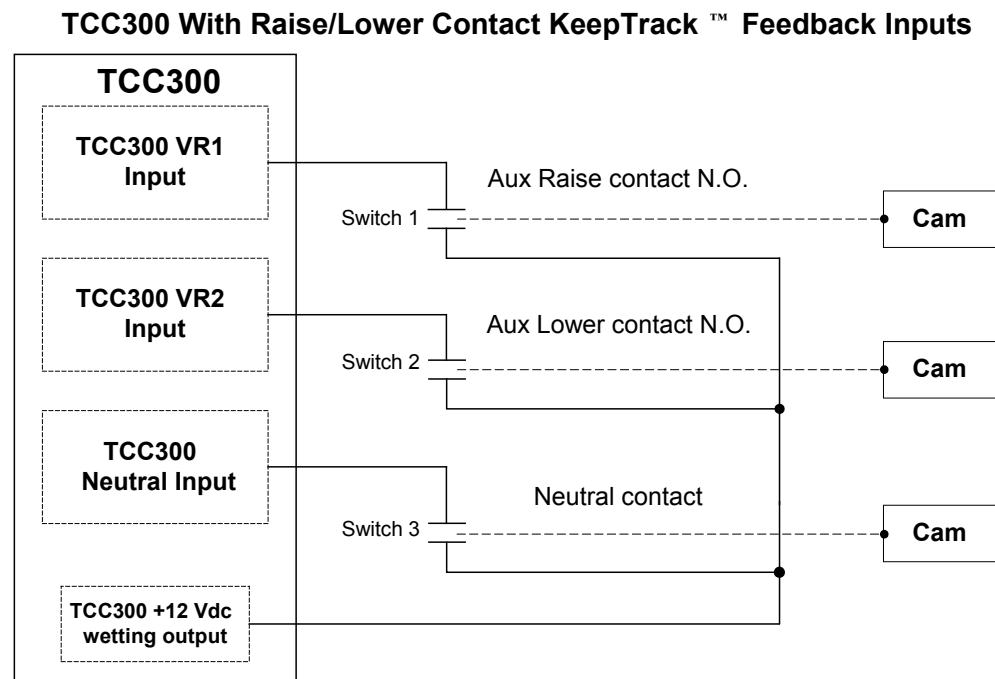 TCC300 With Raise/Lower Contact KeepTrack ™ Feedback Inputs
TCC300
TCC300 VR1
Input
Aux Raise contact N.O.
Switch 1
Cam
TCC300 VR2
Input
Aux Lower contact N.O.
Switch 2
Cam
TCC300
Neutral Input
Neutral contact
Switch 3
Cam
TCC300 +12 Vdc
wetting output